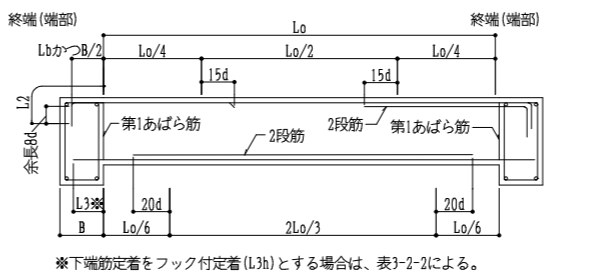 終端(端部)
終端(端部)
Lo
LbかつB/2
Lo/4
Lo/2
Lo/4
15d
15d
L2
余長8d
第1あばら筋
2段筋
2段筋
第1あばら筋
L3※
20d
20d
B
Lo/6
2Lo/3
Lo/6
※下端筋定着をフック付定着(L3h)とする場合は、表3-2-2による。